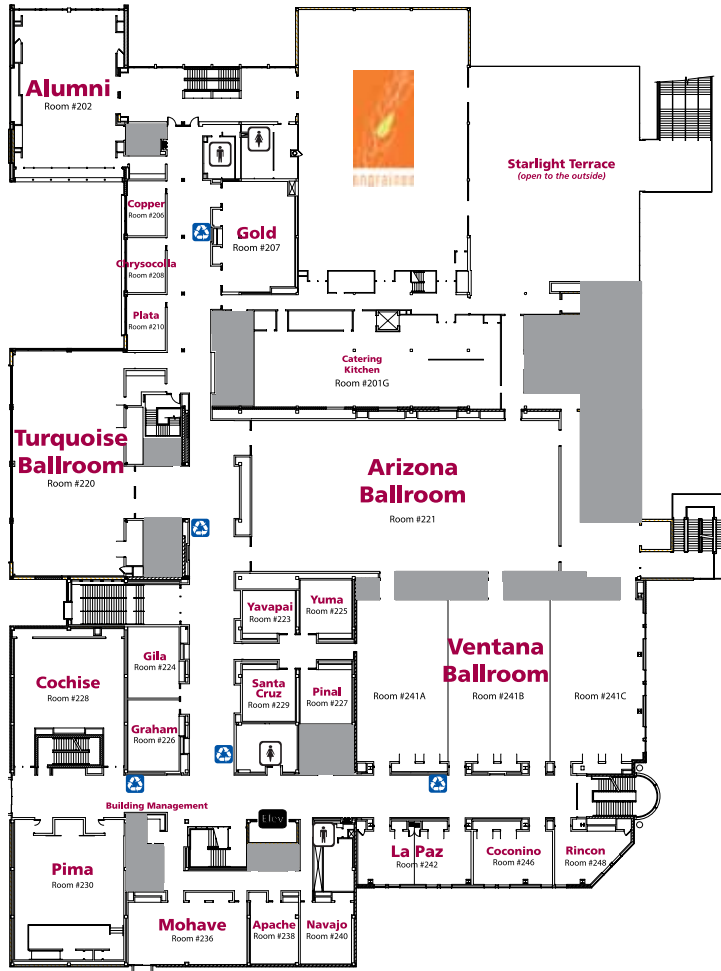 Alumni
Room #202
engrained
Starlight Terrace
(open to the outside)
Copper
Room #206
Gold
Room #207
Chrysocolla
Room #208
Plata
Room #210
Catering
Kitchen
Room #201G
Turquoise
Ballroom
Room #220
Arizona
Ballroom
Room #221
Yavapai
Room #223
Yuma
Room #225
Gila
Room #224
Ventana
Ballroom
Cochise
Room #228
Santa
Cruz
Room #229
Pinal
Room #227
Room #241A
Room #241B
Room #241C
Graham
Room #226
Building Management
Elev
Pima
Room #230
La Paz
Room #242
Coconino
Room #246
Rincon
Room #248
Mohave
Room #236
Apache
Room #238
Navajo
Room #240